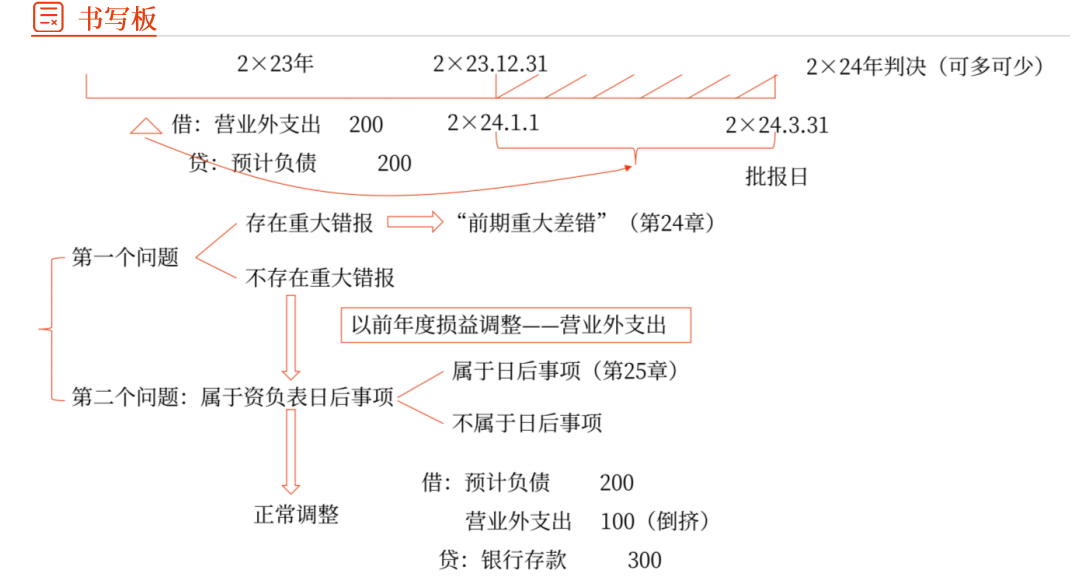 书写板
2×23年
2×23.12.31
2×24年判决（可多可少）
借：营业外支出 200
2×24.1.1
2×24.3.31
贷：预计负债 200
批报日
存在重大错报
“前期重大差错”（第24章）
第一个问题
不存在重大错报
以前年度损益调整——营业外支出
属于日后事项（第25章）
第二个问题：属于资负表日后事项
不属于日后事项
借：预计负债 200
正常调整
营业外支出 100（倒挤）
贷：银行存款 300